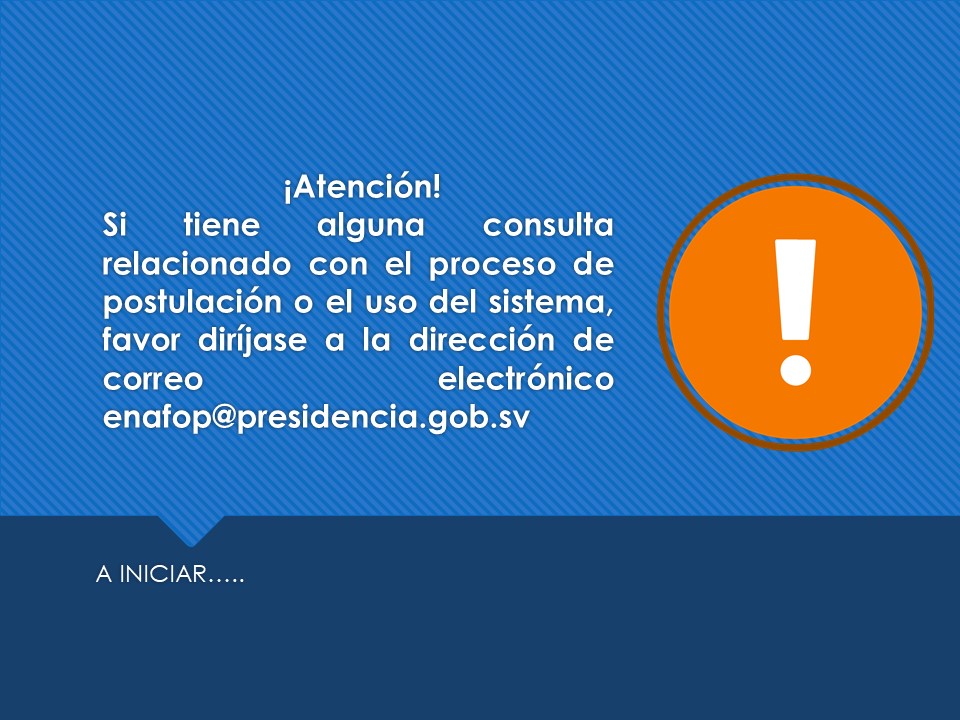 ¡Atención!
Si tiene alguna consulta
relacionado con el proceso de
postulación o el uso del sistema,
favor diríjase a la dirección de
correo electrónico
enafop@presidencia.gob.sv
!
A INICIAR…..